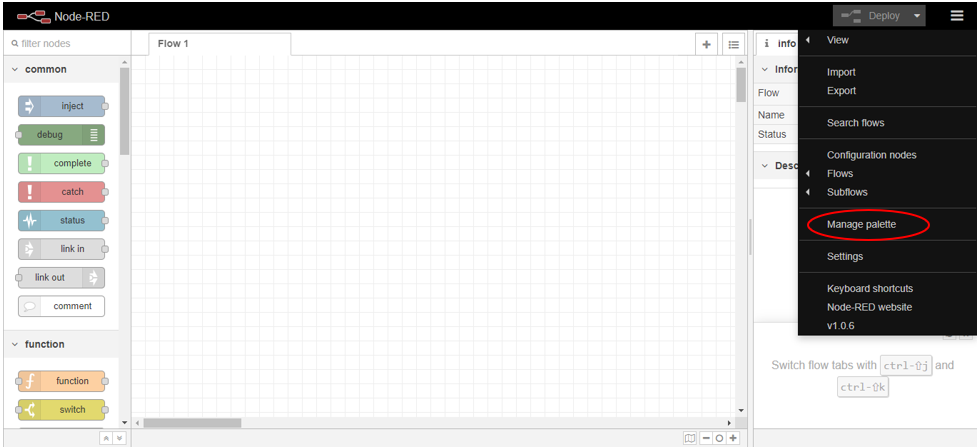 Node-RED
Deploy
filter nodes
Flow 1
info
View
common
Infor
Import
Flow
Export
inject
Name
debug
Status
Search flows
complete
Desc
Configuration nodes
Flows
catch
Subflows
status
Manage palette
link in
Settings
link out
Keyboard shortcuts
comment
Node-RED website
v1.0.6
function
Switch flow tabs with ctrl-⇧j and
ctrl-⇧k
function
switch